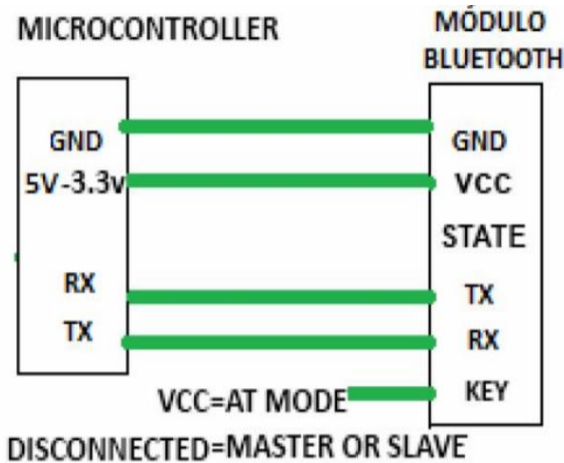 MICROCONTROLLER
MÓDULO
BLUETOOTH
GND
5V-3.3v
RX
TX
GND
VCC
STATE
TX
RX
KEY
VCC=AT MODE
DISCONNECTED=MASTER OR SLAVE